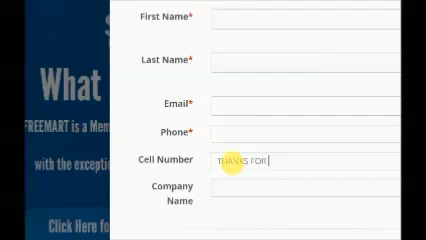 First Name*
Last Name*
Email*
Phone*
Cell Number
THANKS FOR
Company
Name
What
FREEMART is a Mem
with the exceptio
Click Here fo